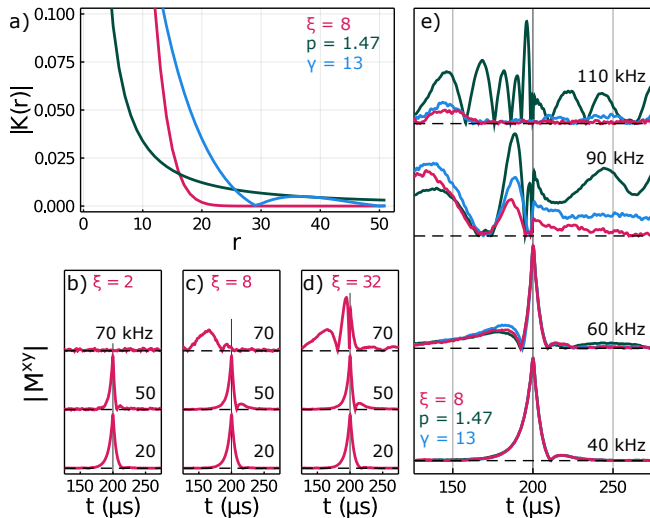 a)
0.100
0.075
0.050
0.025
0.000
|K(r)|
0 10 20 30 40 50
r
ξ = 8
p = 1.47
γ = 13
b) ξ = 2
70 kHz
50
20
c) ξ = 8
70
50
20
d) ξ = 32
70
50
20
|Mˣʸ|
150 200 250
t (μs)
150 200 250
t (μs)
150 200 250
t (μs)
e)
110 kHz
90 kHz
60 kHz
40 kHz
ξ = 8
p = 1.47
γ = 13
150 200 250
t (μs)